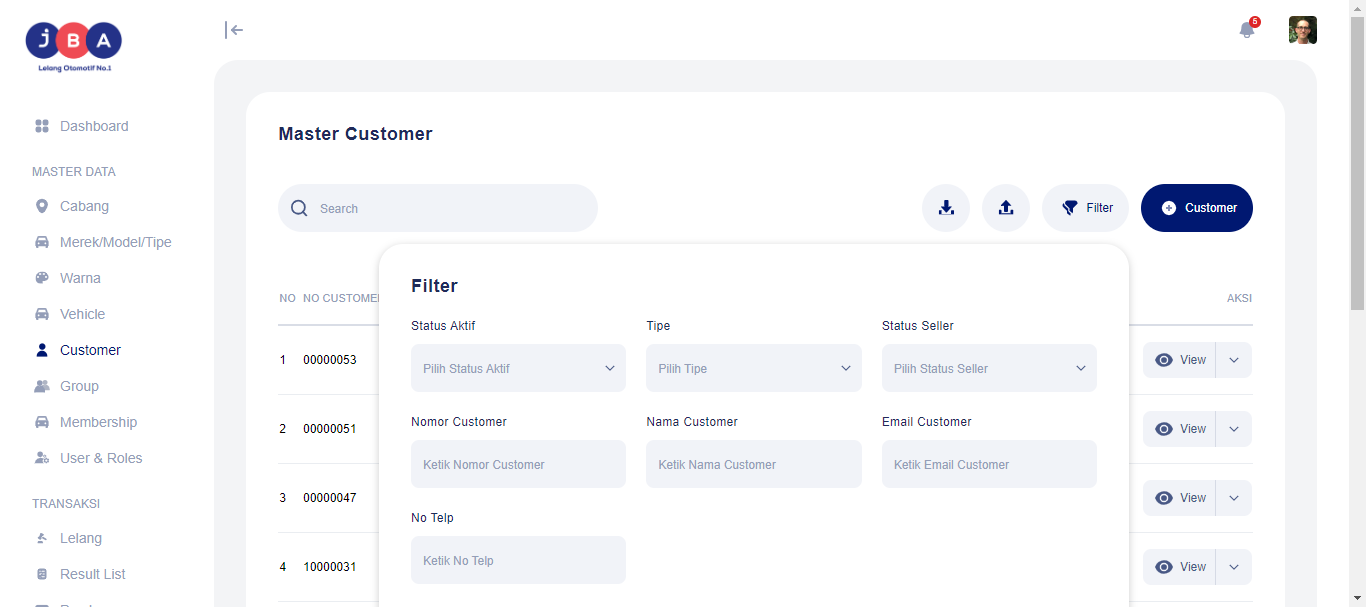 JBA
Lelang Otomotif No.1
5
Dashboard
MASTER DATA
Cabang
Merek/Model/Tipe
Warna
Vehicle
Customer
Group
Membership
User & Roles
TRANSAKSI
Lelang
Result List
Master Customer
Search
Filter
Customer
NO NO CUSTOMER AKSI
1 00000053 View
2 00000051 View
3 00000047 View
4 10000031 View
Filter
Status Aktif Tipe Status Seller
Pilih Status Aktif Pilih Tipe Pilih Status Seller
Nomor Customer Nama Customer Email Customer
Ketik Nomor Customer Ketik Nama Customer Ketik Email Customer
No Telp
Ketik No Telp